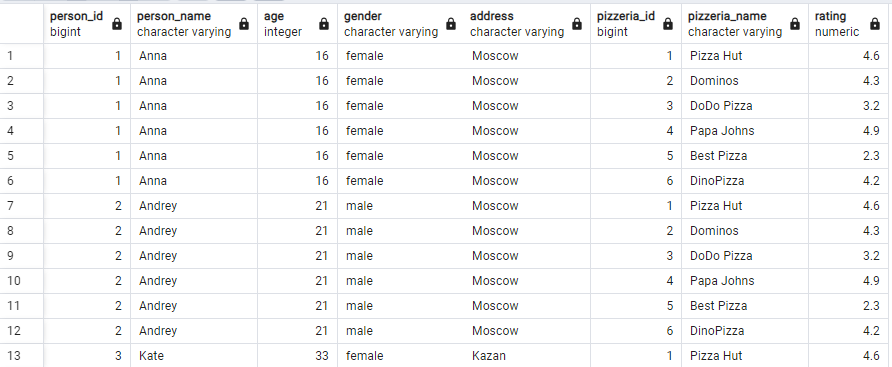 person_id person_name age gender address pizzeria_id pizzeria_name rating
bigint character varying integer character varying character varying bigint character varying numeric
1 1 Anna 16 female Moscow 1 Pizza Hut 4.6
2 1 Anna 16 female Moscow 2 Dominos 4.3
3 1 Anna 16 female Moscow 3 DoDo Pizza 3.2
4 1 Anna 16 female Moscow 4 Papa Johns 4.9
5 1 Anna 16 female Moscow 5 Best Pizza 2.3
6 1 Anna 16 female Moscow 6 DinoPizza 4.2
7 2 Andrey 21 male Moscow 1 Pizza Hut 4.6
8 2 Andrey 21 male Moscow 2 Dominos 4.3
9 2 Andrey 21 male Moscow 3 DoDo Pizza 3.2
10 2 Andrey 21 male Moscow 4 Papa Johns 4.9
11 2 Andrey 21 male Moscow 5 Best Pizza 2.3
12 2 Andrey 21 male Moscow 6 DinoPizza 4.2
13 3 Kate 33 female Kazan 1 Pizza Hut 4.6